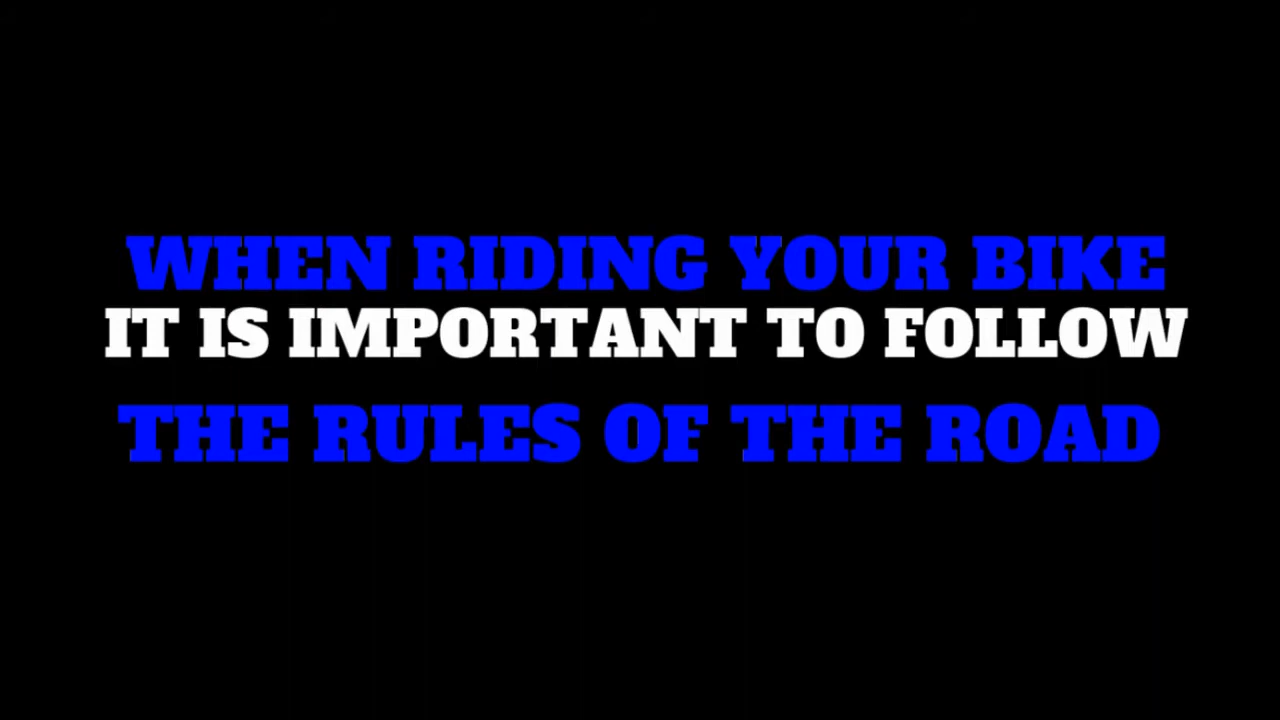 WHEN RIDING YOUR BIKE
IT IS IMPORTANT TO FOLLOW
THE RULES OF THE ROAD